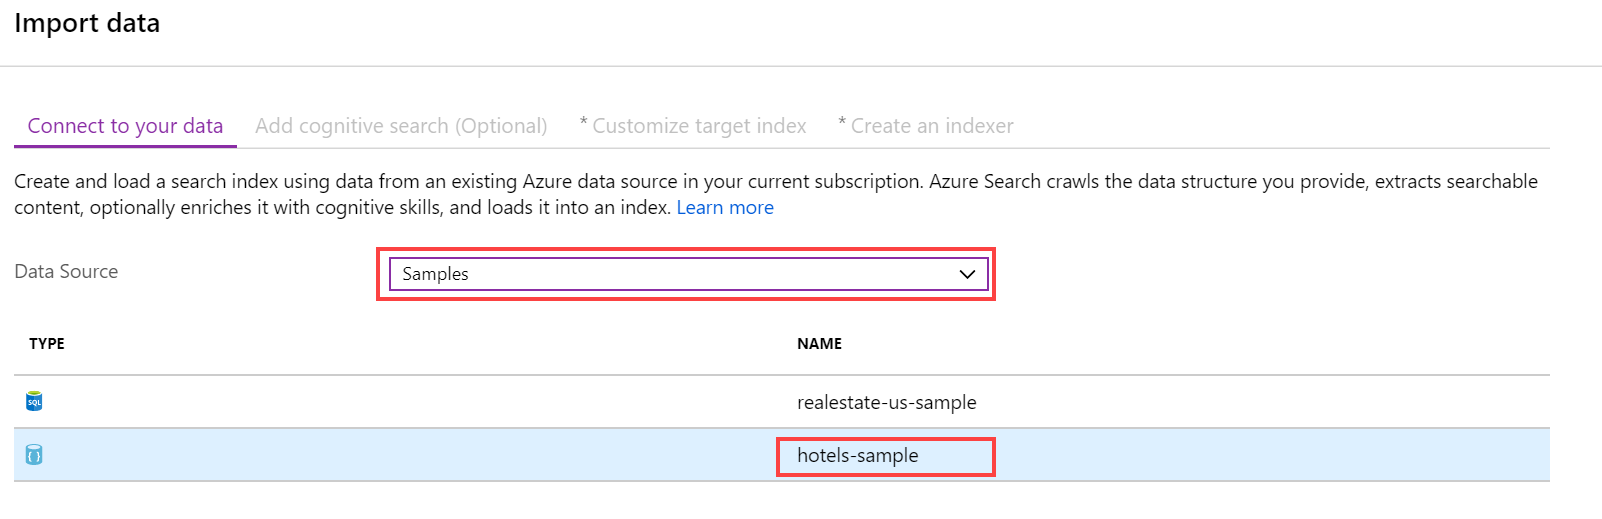 Import data
Connect to your data Add cognitive search (Optional) * Customize target index * Create an indexer
Create and load a search index using data from an existing Azure data source in your current subscription. Azure Search crawls the data structure you provide, extracts searchable
content, optionally enriches it with cognitive skills, and loads it into an index. Learn more
Data Source Samples
TYPE NAME
SQL realestate-us-sample
{ } hotels-sample